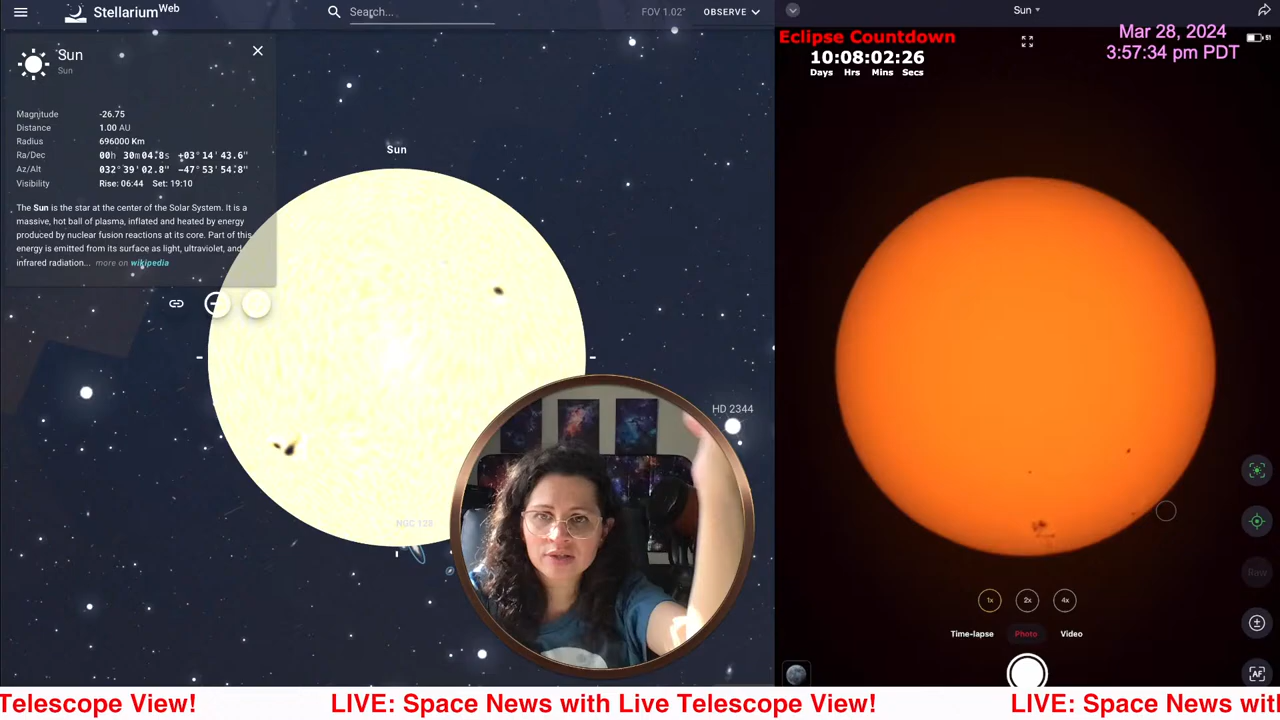 Stellarium Web
Search...
FOV 1.02°
OBSERVE
Sun
Sun
Magnitude -26.75
Distance 1.00 AU
Radius 696000 Km
Ra/Dec 00h 30m04.8s +03°14'43.6"
Az/Alt 032°39'02.8" -47°53'54.8"
Visibility Rise: 06:44 Set: 19:10
The Sun is the star at the center of the Solar System. It is a
massive, hot ball of plasma, inflated and heated by energy
produced by nuclear fusion reactions at its core. Part of this
energy is emitted from its surface as light, ultraviolet, and
infrared radiation... more on wikipedia
Sun
HD 2344
NGC 128
Sun
Eclipse Countdown
10:08:02:26
Days Hrs Mins Secs
Mar 28, 2024
3:57:34 pm PDT
51
1x 2x 4x
Time-lapse Photo Video
Raw
AF
Telescope View! LIVE: Space News with Live Telescope View! LIVE: Space News wit